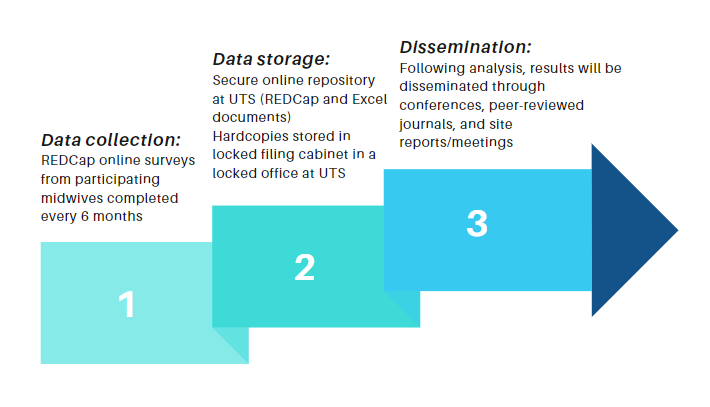 Data collection:
REDCap online surveys
from participating
midwives completed
every 6 months
1
Data storage:
Secure online repository
at UTS (REDCap and Excel
documents)
Hardcopies stored in
locked filing cabinet in a
locked office at UTS
2
Dissemination:
Following analysis, results will be
disseminated through
conferences, peer-reviewed
journals, and site
reports/meetings
3